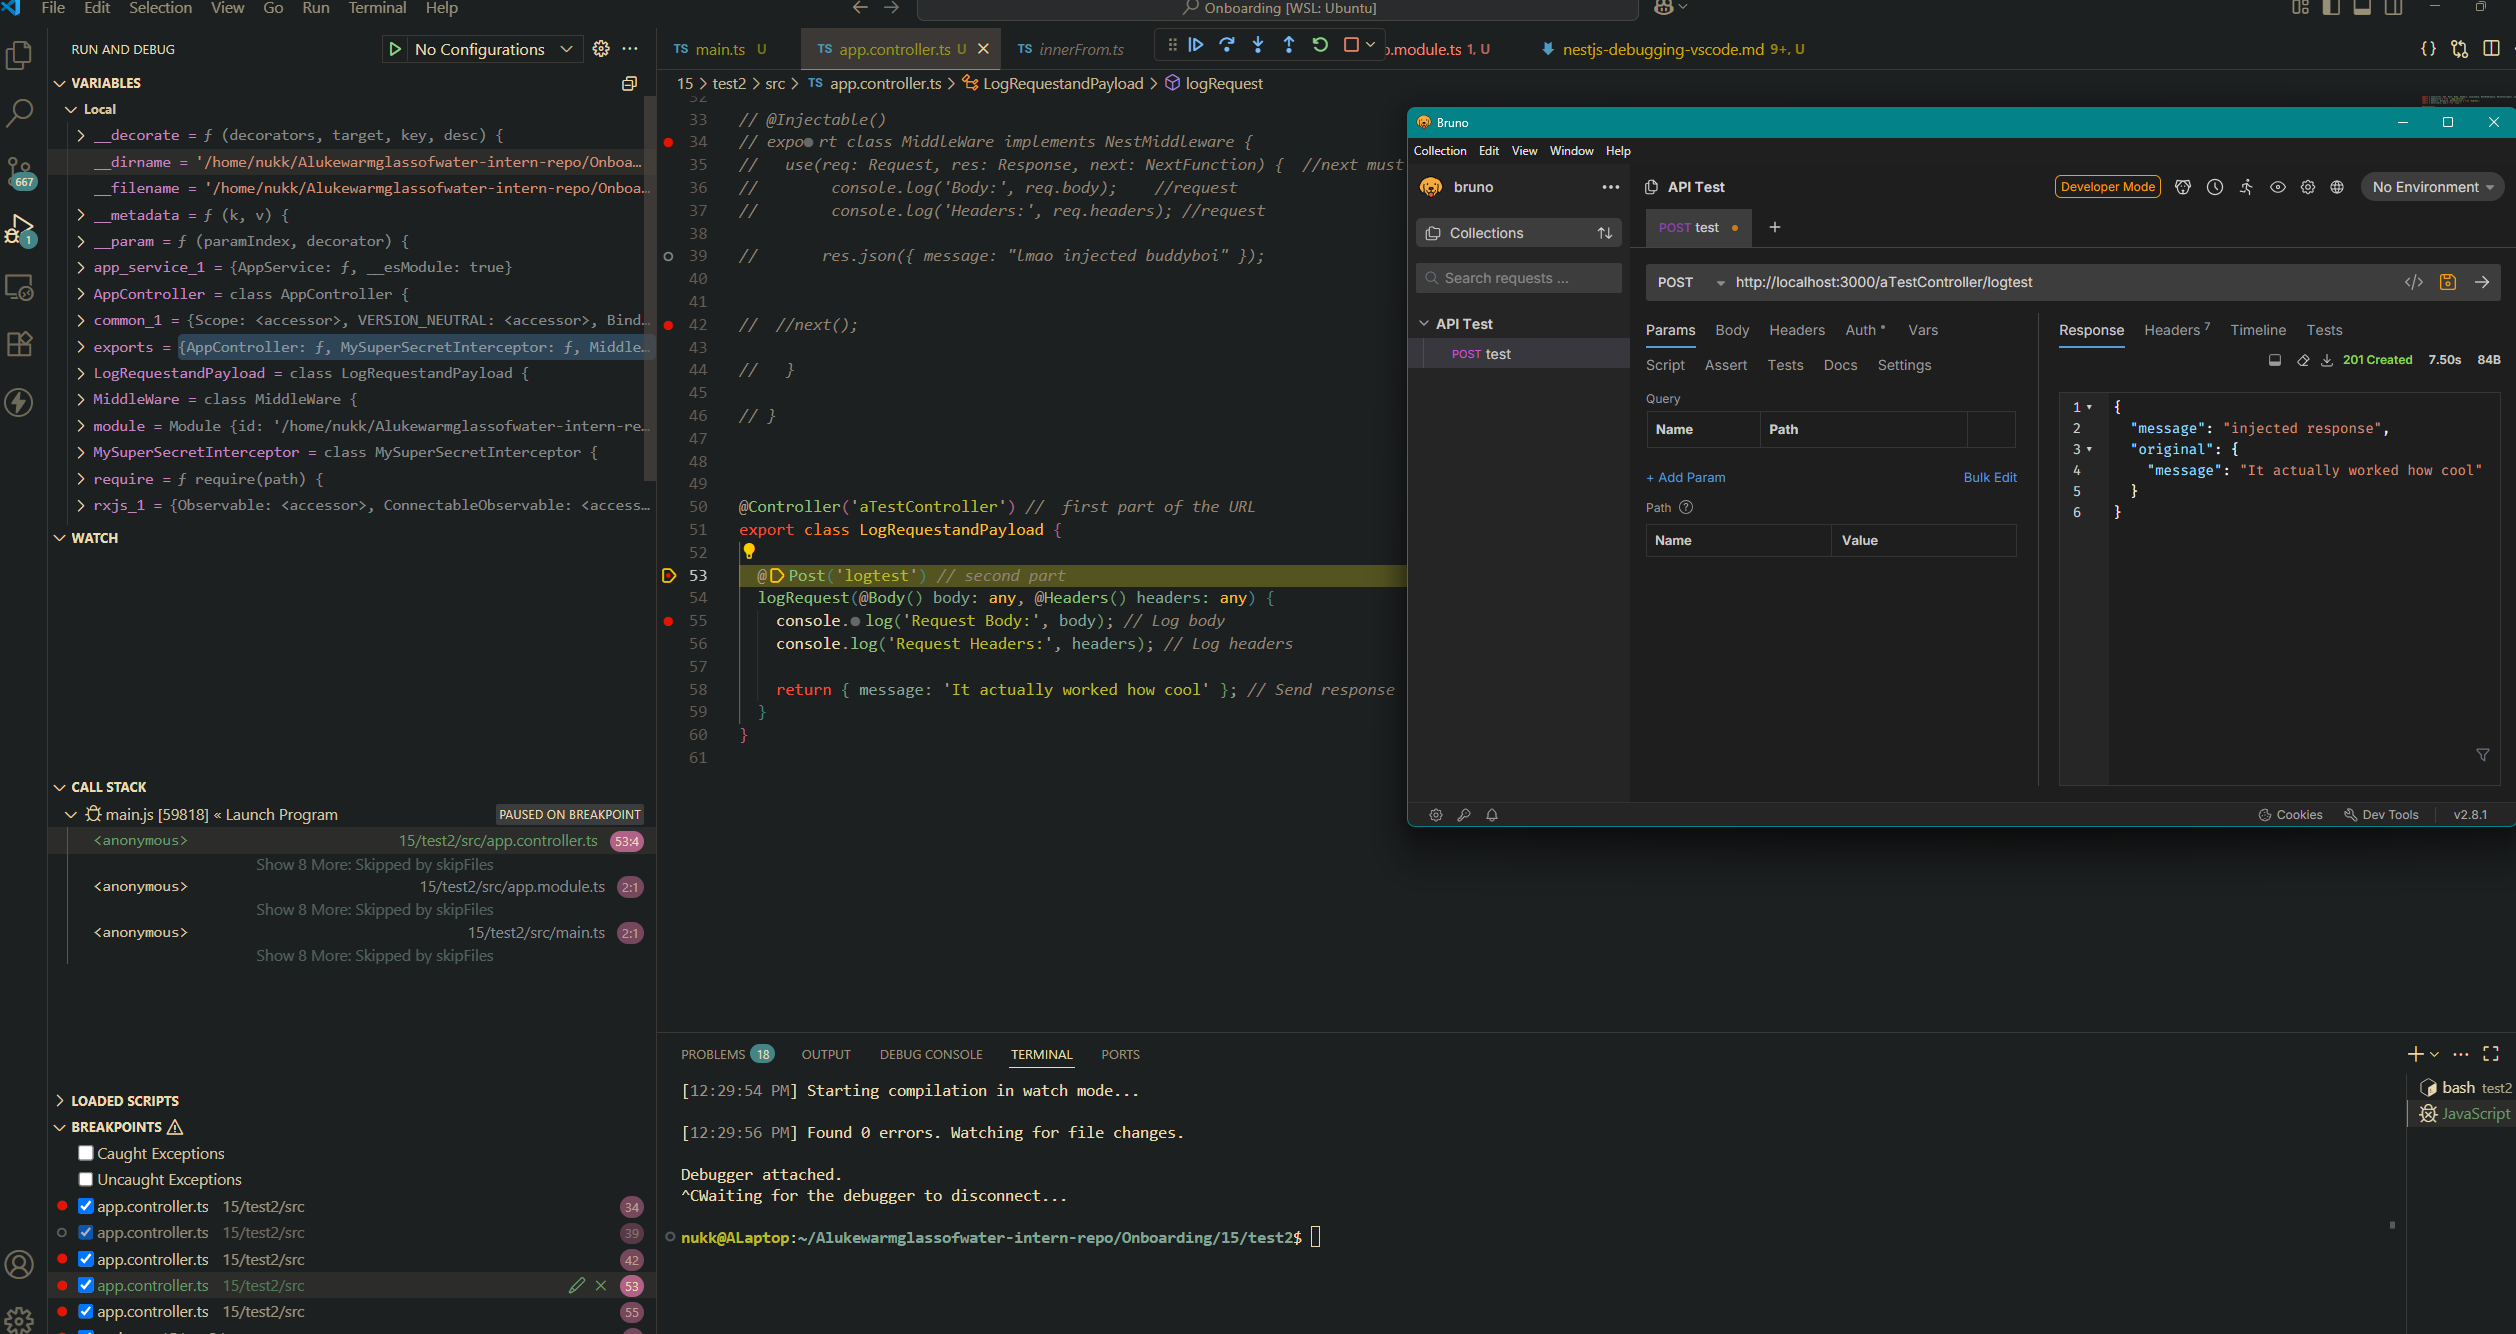 File Edit Selection View Go Run Terminal Help
Onboarding [WSL: Ubuntu]
RUN AND DEBUG
No Configurations
VARIABLES
Local
__decorate = ƒ (decorators, target, key, desc) {
__dirname = '/home/nukk/Alukewarmglassofwater-intern-repo/Onboa…
__filename = '/home/nukk/Alukewarmglassofwater-intern-repo/Onbo…
__metadata = ƒ (k, v) {
__param = ƒ (paramIndex, decorator) {
app_service_1 = {AppService: ƒ, __esModule: true}
AppController = class AppController {
common_1 = {Scope: <accessor>, VERSION_NEUTRAL: <accessor>, Bind…
exports = {AppController: ƒ, MySuperSecretInterceptor: ƒ, Middle…
LogRequestandPayload = class LogRequestandPayload {
MiddleWare = class MiddleWare {
module = Module {id: '/home/nukk/Alukewarmglassofwater-intern-re…
MySuperSecretInterceptor = class MySuperSecretInterceptor {
require = ƒ require(path) {
rxjs_1 = {Observable: <accessor>, ConnectableObservable: <access…
WATCH
667
1
CALL STACK
main.js [59818] « Launch Program PAUSED ON BREAKPOINT
<anonymous> 15/test2/src/app.controller.ts 53:4
Show 8 More: Skipped by skipFiles
<anonymous> 15/test2/src/app.module.ts 2:1
Show 8 More: Skipped by skipFiles
<anonymous> 15/test2/src/main.ts 2:1
Show 8 More: Skipped by skipFiles
LOADED SCRIPTS
BREAKPOINTS
Caught Exceptions
Uncaught Exceptions
app.controller.ts 15/test2/src 34
app.controller.ts 15/test2/src 39
app.controller.ts 15/test2/src 42
app.controller.ts 15/test2/src 53
app.controller.ts 15/test2/src 55
TS main.ts U TS app.controller.ts U TS innerFrom.ts .module.ts 1, U nestjs-debugging-vscode.md 9+, U
15 > test2 > src > TS app.controller.ts > LogRequestandPayload > logRequest
32
33 // @Injectable()
34 // export class MiddleWare implements NestMiddleware {
35 // use(req: Request, res: Response, next: NextFunction) { //next must
36 // console.log('Body:', req.body); //request
37 // console.log('Headers:', req.headers); //request
38
39 // res.json({ message: "lmao injected buddyboi" });
40
41
42 // //next();
43
44 // }
45
46 // }
47
48
49
50 @Controller('aTestController') // first part of the URL
51 export class LogRequestandPayload {
52
53 @Post('logtest') // second part
54 logRequest(@Body() body: any, @Headers() headers: any) {
55 console.log('Request Body:', body); // Log body
56 console.log('Request Headers:', headers); // Log headers
57
58 return { message: 'It actually worked how cool' }; // Send response
59 }
60 }
61
PROBLEMS 18 OUTPUT DEBUG CONSOLE TERMINAL PORTS
[12:29:54 PM] Starting compilation in watch mode...
[12:29:56 PM] Found 0 errors. Watching for file changes.
Debugger attached.
^CWaiting for the debugger to disconnect...
nukk@ALaptop:~/Alukewarmglassofwater-intern-repo/Onboarding/15/test2$
bash test2
JavaScript
Bruno
Collection Edit View Window Help
bruno
Collections
Search requests ...
API Test
POST test
API Test
Developer Mode
No Environment
POST test
POST http://localhost:3000/aTestController/logtest
Params Body Headers Auth Vars
Script Assert Tests Docs Settings
Query
Name Path
+ Add Param Bulk Edit
Path
Name Value
Response Headers 7 Timeline Tests
201 Created 7.50s 84B
1 {
2 "message": "injected response",
3 "original": {
4 "message": "It actually worked how cool"
5 }
6 }
Cookies Dev Tools v2.8.1